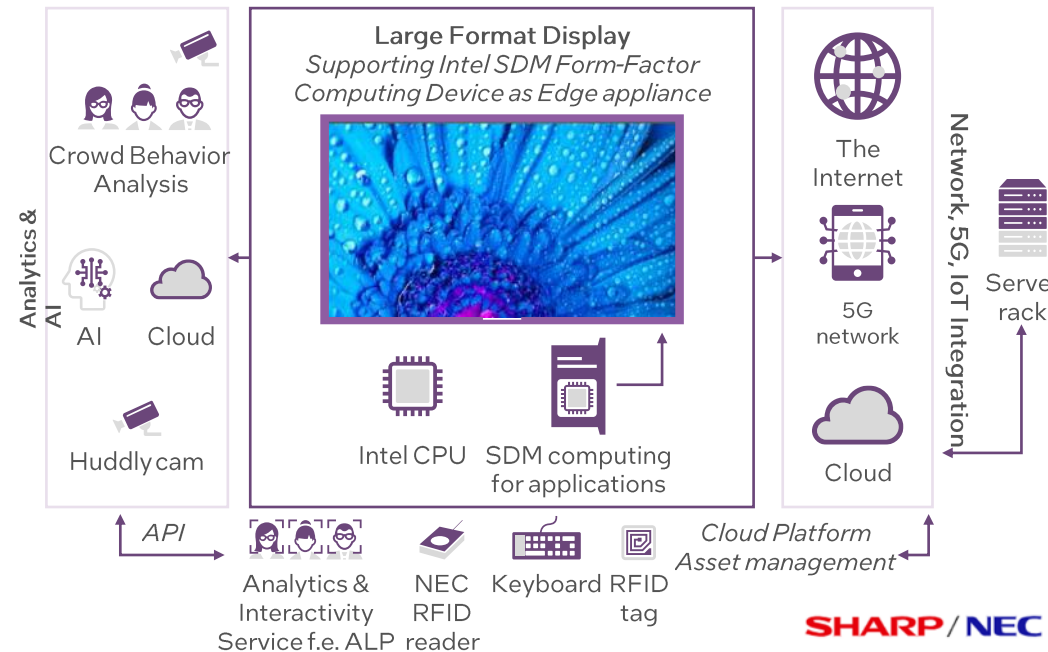 Large Format Display
Supporting Intel SDM Form-Factor
Computing Device as Edge appliance
Crowd Behavior
Analysis
Analytics &
AI
AI
Cloud
Huddly cam
Intel CPU
SDM computing
for applications
The
Internet
5G
network
Cloud
Network, 5G, IoT Integration
Serve
rack
API
Analytics &
Interactivity
Service f.e. ALP
NEC
RFID
reader
Keyboard
RFID
tag
Cloud Platform
Asset management
SHARP/NEC